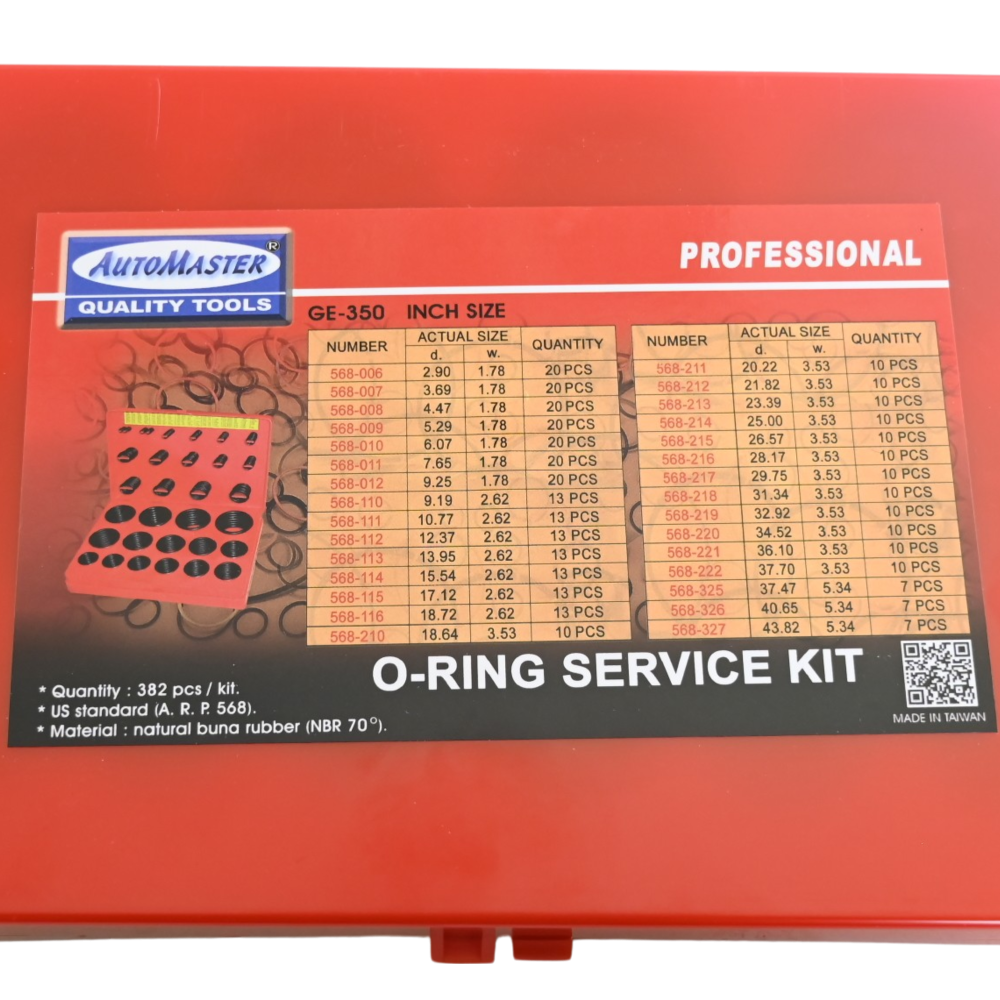 AUTOMASTER ®
QUALITY TOOLS
PROFESSIONAL
GE-350 INCH SIZE
NUMBER ACTUAL SIZE QUANTITY
d. w.
568-006 2.90 1.78 20 PCS
568-007 3.69 1.78 20 PCS
568-008 4.47 1.78 20 PCS
568-009 5.29 1.78 20 PCS
568-010 6.07 1.78 20 PCS
568-011 7.65 1.78 20 PCS
568-012 9.25 1.78 20 PCS
568-110 9.19 2.62 13 PCS
568-111 10.77 2.62 13 PCS
568-112 12.37 2.62 13 PCS
568-113 13.95 2.62 13 PCS
568-114 15.54 2.62 13 PCS
568-115 17.12 2.62 13 PCS
568-116 18.72 2.62 13 PCS
568-210 18.64 3.53 10 PCS
NUMBER ACTUAL SIZE QUANTITY
d. w.
568-211 20.22 3.53 10 PCS
568-212 21.82 3.53 10 PCS
568-213 23.39 3.53 10 PCS
568-214 25.00 3.53 10 PCS
568-215 26.57 3.53 10 PCS
568-216 28.17 3.53 10 PCS
568-217 29.75 3.53 10 PCS
568-218 31.34 3.53 10 PCS
568-219 32.92 3.53 10 PCS
568-220 34.52 3.53 10 PCS
568-221 36.10 3.53 10 PCS
568-222 37.70 3.53 10 PCS
568-325 37.47 5.34 7 PCS
568-326 40.65 5.34 7 PCS
568-327 43.82 5.34 7 PCS
O-RING SERVICE KIT
* Quantity : 382 pcs / kit.
* US standard (A. R. P. 568).
* Material : natural buna rubber (NBR 70°).
MADE IN TAIWAN